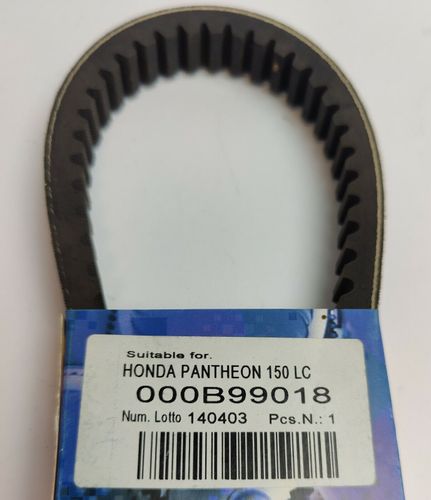 Suitable for.
HONDA PANTHEON 150 LC
000B99018
Num. Lotto 140403 Pcs.N.: 1